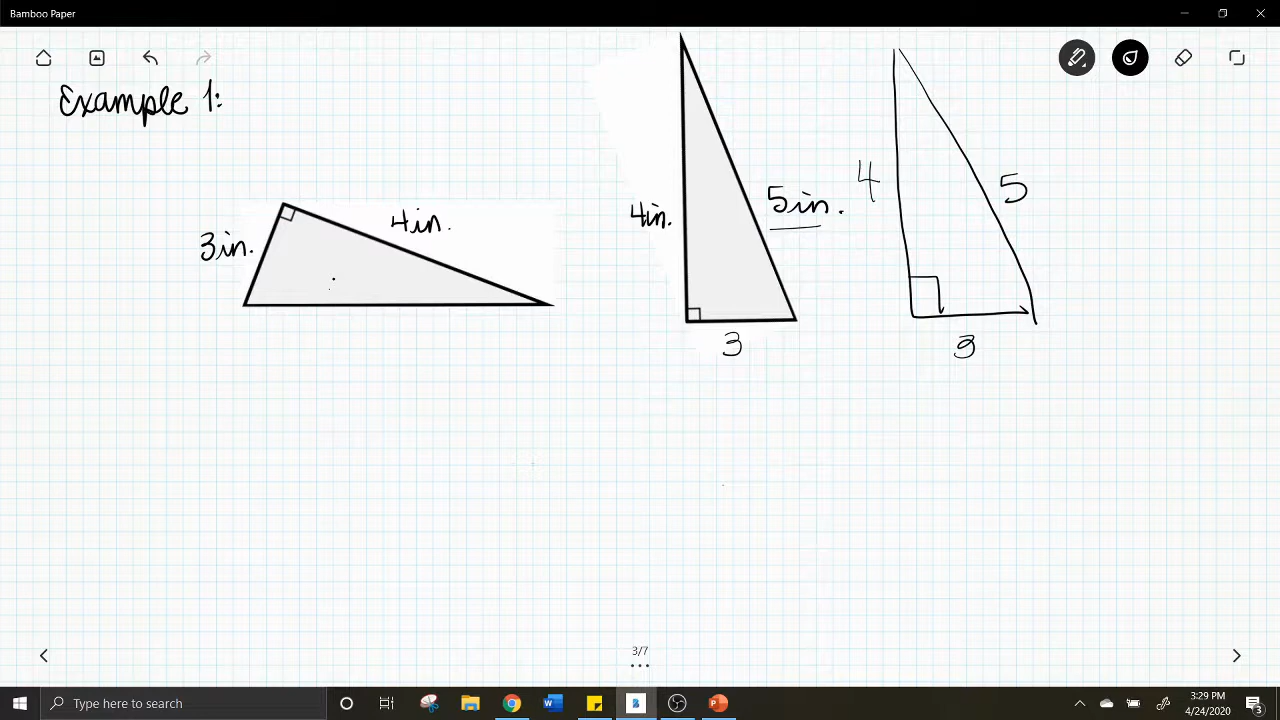 Bamboo Paper
Example 1:
3in.
4in.
4in.
5in.
3
4
5
3
3/7
Type here to search
3:29 PM
4/24/2020
3